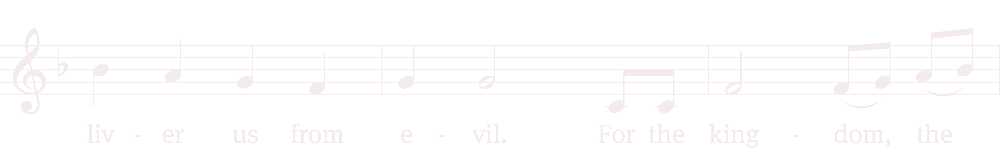 liv - er us from e - vil. For the king - dom, the